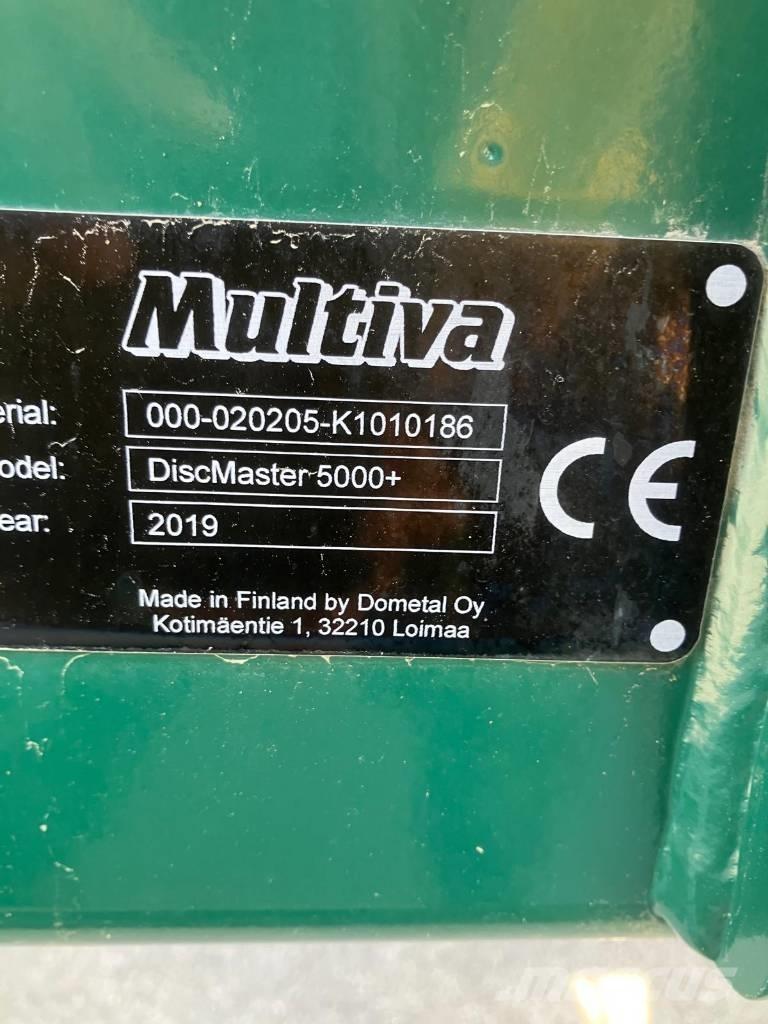 Multiva
erial: 000-020205-K1010186
odel: DiscMaster 5000+
ear: 2019
CE
Made in Finland by Dometal Oy
Kotimäentie 1, 32210 Loimaa
MASCUS